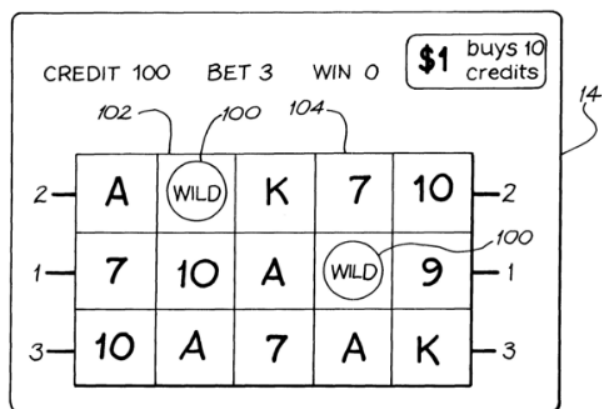 $1 buys 10
credits
CREDIT 100 BET 3 WIN 0
102 100 104 14
2 A WILD K 7 10 2
100
1 7 10 A WILD 9 1
3 10 A 7 A K 3